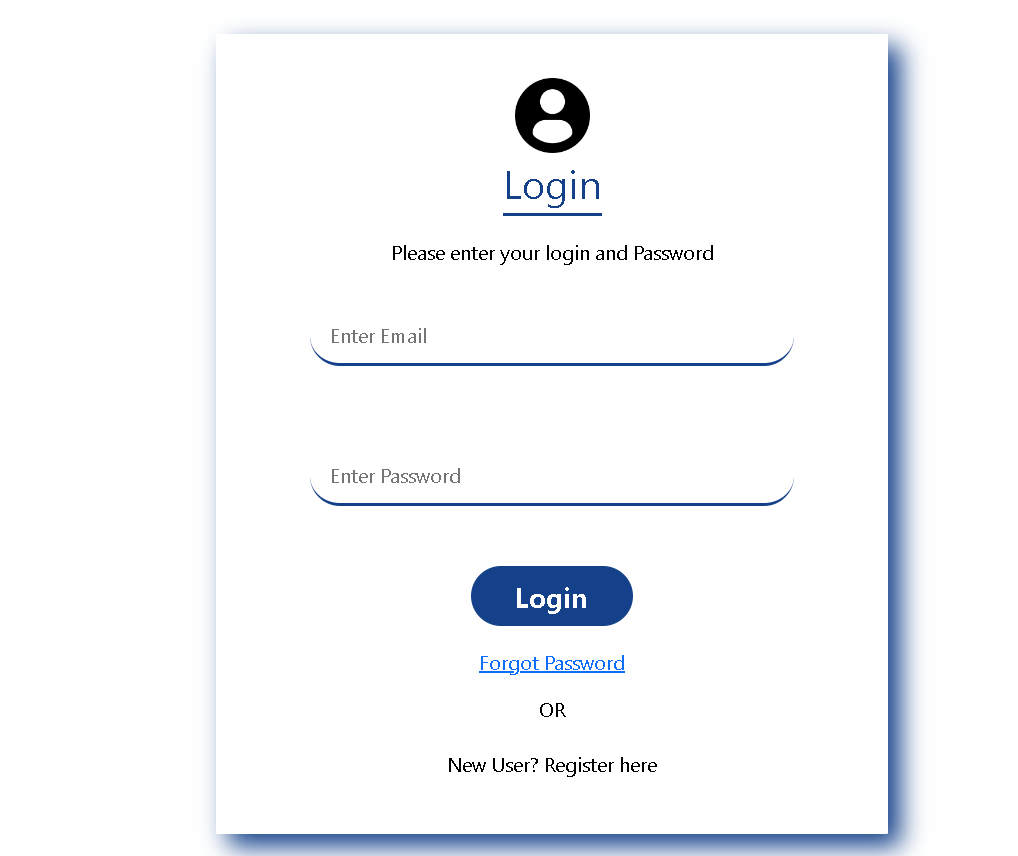 Login
Please enter your login and Password
Enter Email
Enter Password
Login
Forgot Password
OR
New User? Register here